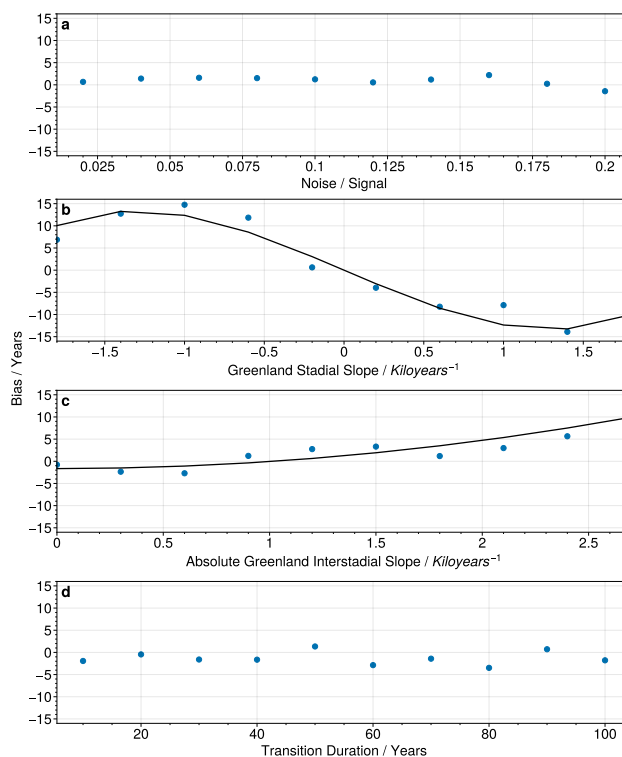 a
15
10
5
0
−5
−10
−15
0.025 0.05 0.075 0.1 0.125 0.15 0.175 0.2
Noise / Signal
b
15
10
5
0
−5
−10
−15
−1.5 −1 −0.5 0 0.5 1 1.5
Greenland Stadial Slope / Kiloyears⁻¹
Bias / Years
c
15
10
5
0
−5
−10
−15
0 0.5 1 1.5 2 2.5
Absolute Greenland Interstadial Slope / Kiloyears⁻¹
d
15
10
5
0
−5
−10
−15
20 40 60 80 100
Transition Duration / Years